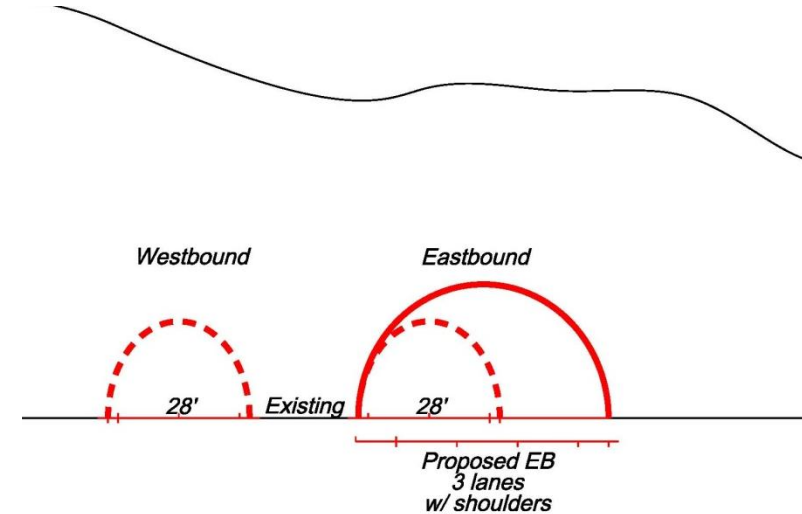 Westbound
Eastbound
28'
Existing
28'
Proposed EB
3 lanes
w/ shoulders